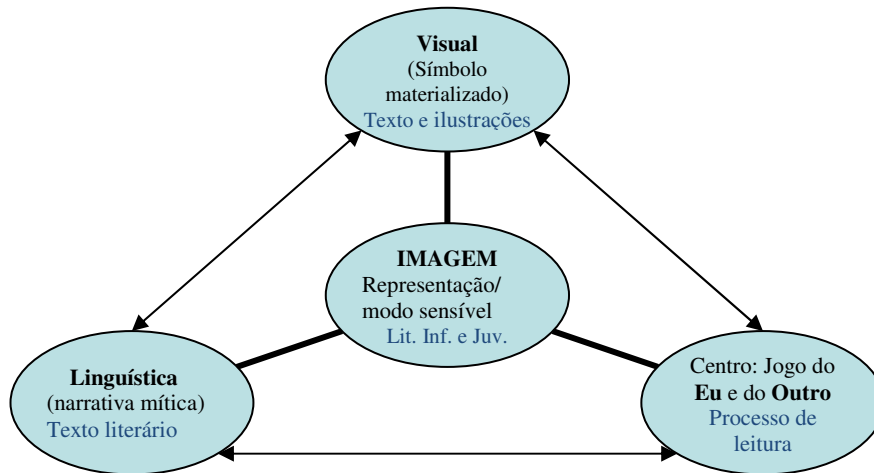 Visual
(Símbolo
materializado)
Texto e ilustrações
IMAGEM
Representação/
modo sensível
Lit. Inf. e Juv.
Linguística
(narrativa mítica)
Texto literário
Centro: Jogo do
Eu e do Outro
Processo de
leitura